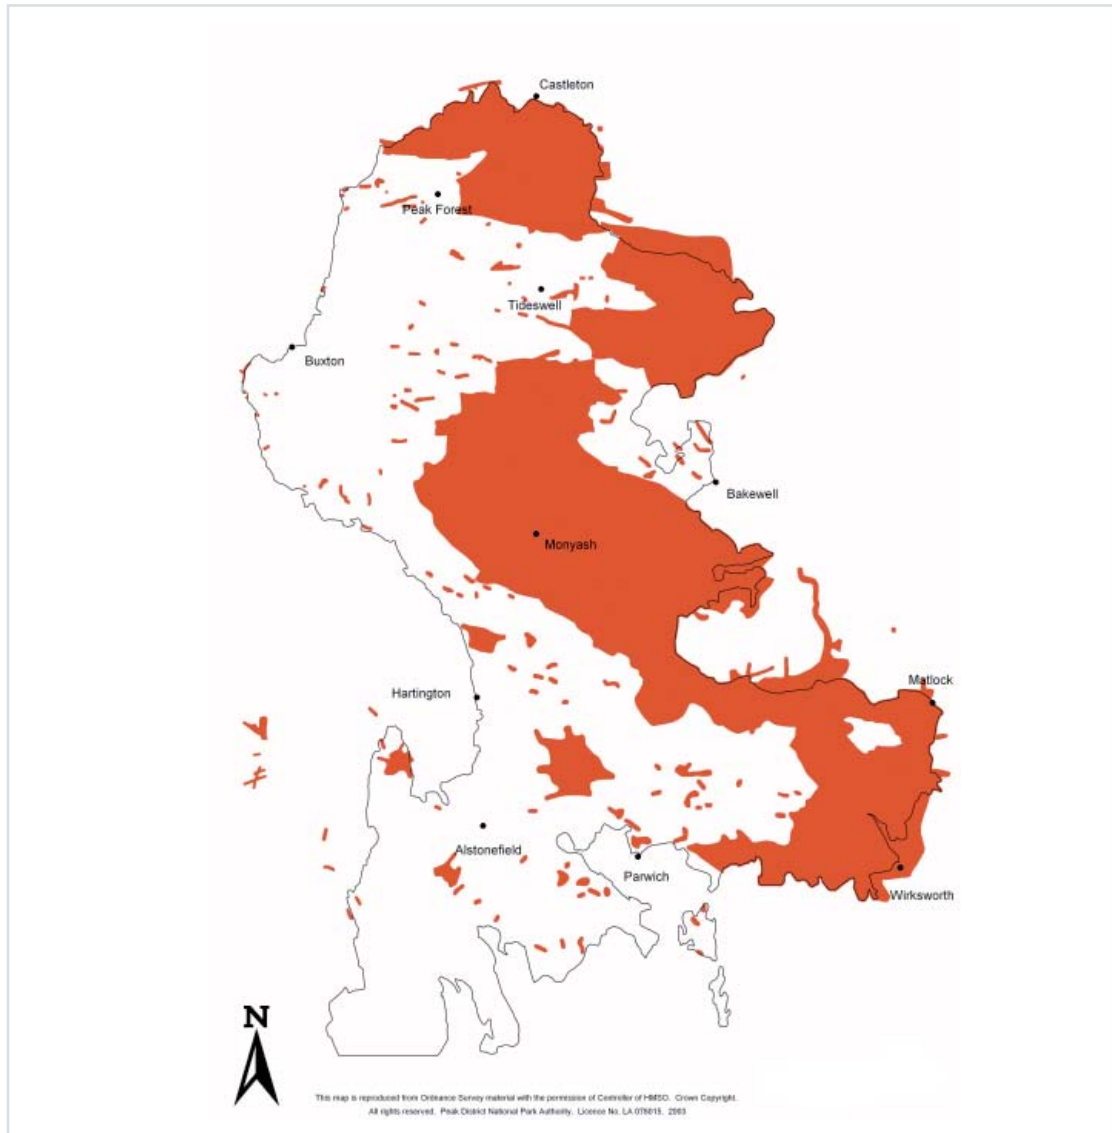 Castleton
Peak Forest
Tideswell
Buxton
Bakewell
Monyash
Matlock
Hartington
Alstonefield
Parwich
Wirksworth
N
This map is reproduced from Ordnance Survey material with the permission of Controller of HMSO. Crown Copyright.
All rights reserved. Peak District National Park Authority. Licence No. LA 076015. 2003